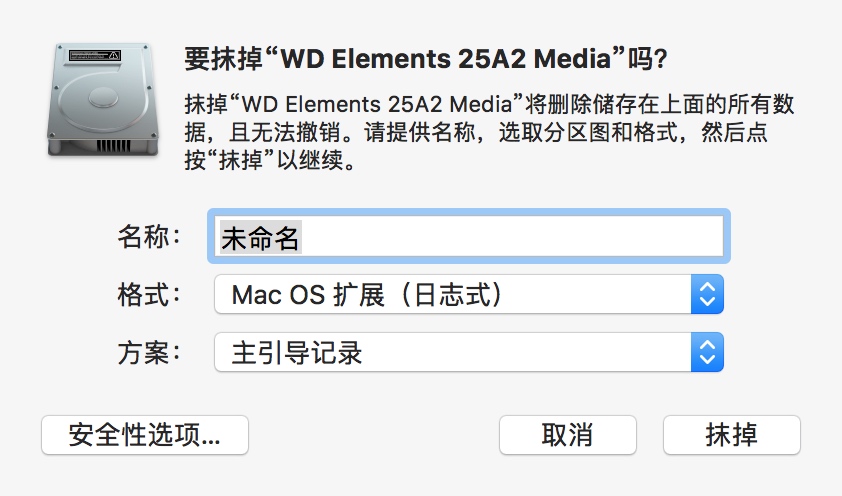 要抹掉“WD Elements 25A2 Media”吗？
抹掉“WD Elements 25A2 Media”将删除储存在上面的所有数
据，且无法撤销。请提供名称，选取分区图和格式，然后点
按“抹掉”以继续。
名称：
未命名
格式：
Mac OS 扩展（日志式）
方案：
主引导记录
安全性选项...
取消
抹掉